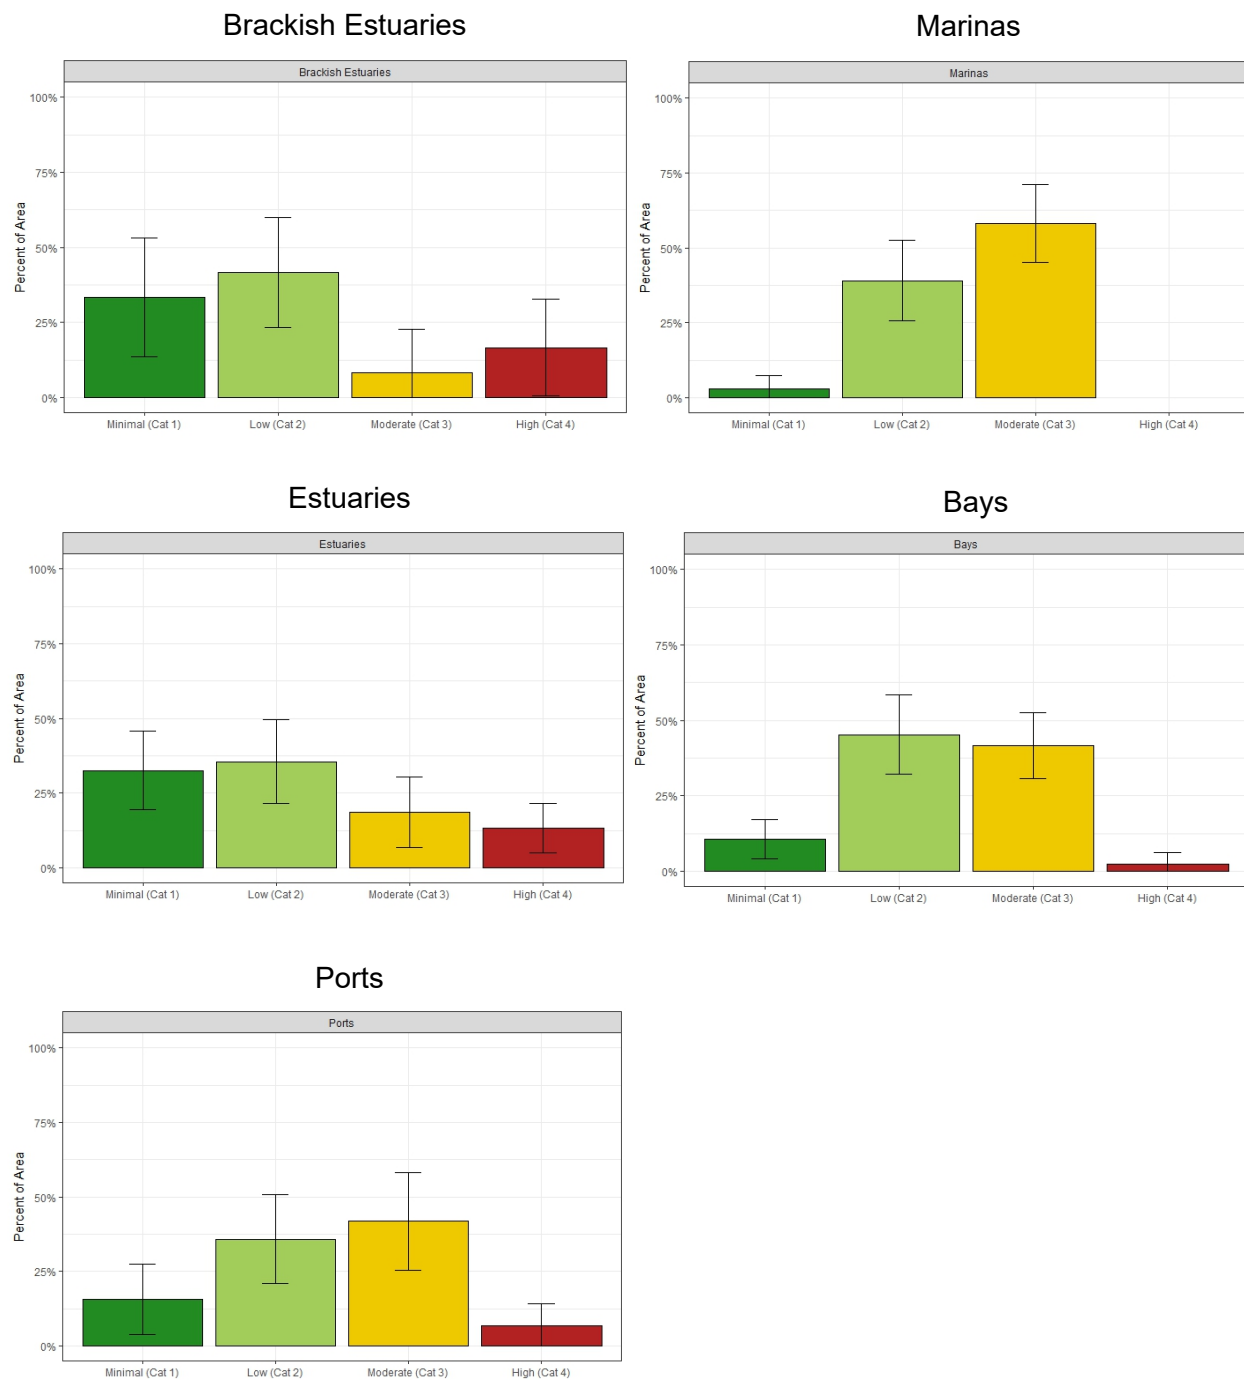 Brackish Estuaries
Brackish Estuaries
100%
75%
50%
25%
0%
Percent of Area
Minimal (Cat 1) Low (Cat 2) Moderate (Cat 3) High (Cat 4)
Marinas
Marinas
100%
75%
50%
25%
0%
Percent of Area
Minimal (Cat 1) Low (Cat 2) Moderate (Cat 3) High (Cat 4)
Estuaries
Estuaries
100%
75%
50%
25%
0%
Percent of Area
Minimal (Cat 1) Low (Cat 2) Moderate (Cat 3) High (Cat 4)
Bays
Bays
100%
75%
50%
25%
0%
Percent of Area
Minimal (Cat 1) Low (Cat 2) Moderate (Cat 3) High (Cat 4)
Ports
Ports
100%
75%
50%
25%
0%
Percent of Area
Minimal (Cat 1) Low (Cat 2) Moderate (Cat 3) High (Cat 4)